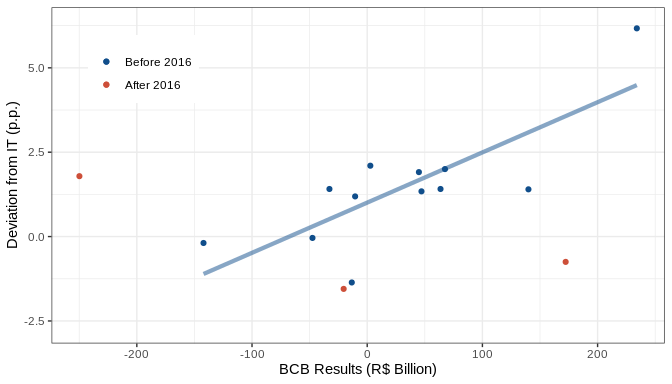 Before 2016
After 2016
5.0
2.5
0.0
-2.5
Deviation from IT (p.p.)
-200
-100
0
100
200
BCB Results (R$ Billion)